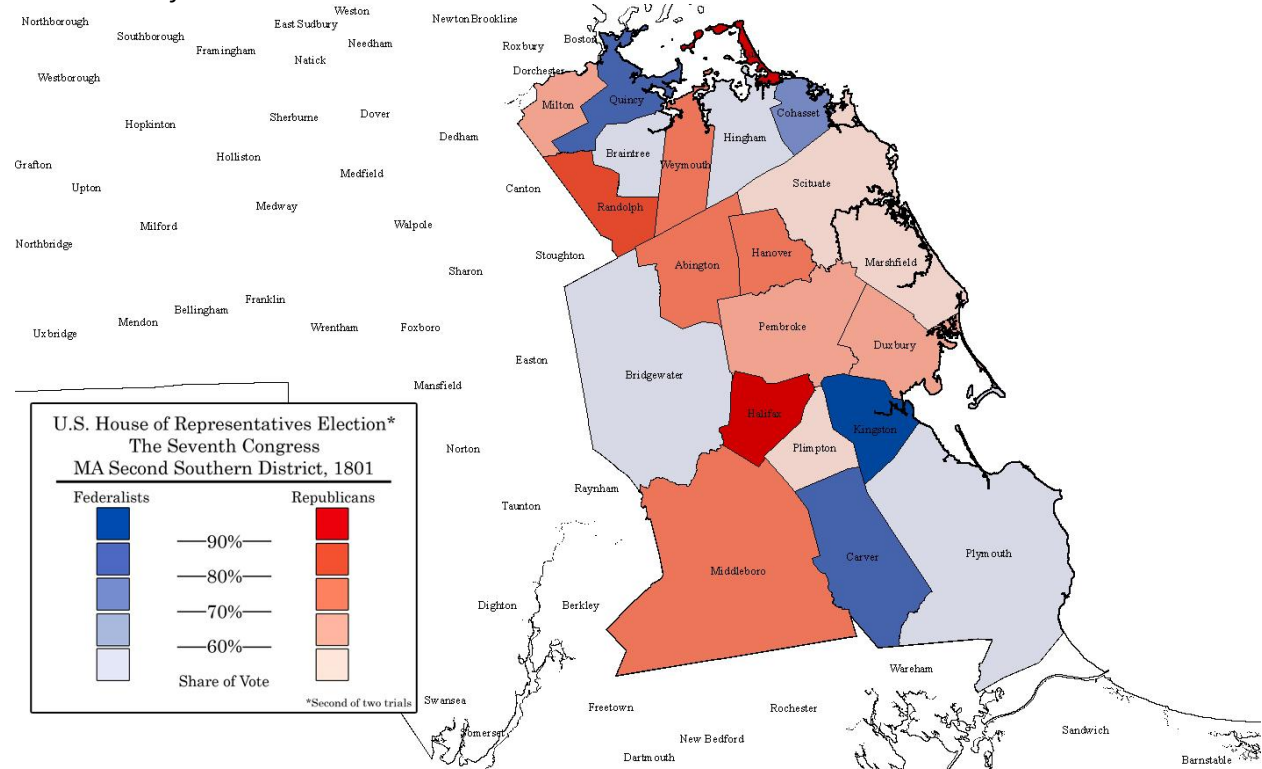 Northborough
Southborough
Framingham
East Sudbury
Weston
Natick
Needham
Newton
Brookline
Roxbury
Boston
Dorchester
Westborough
Hopkinton
Sherburne
Dover
Dedham
Milton
Quincy
Cohasset
Grafton
Holliston
Medfield
Braintree
Weymouth
Hingham
Upton
Medway
Canton
Scituate
Milford
Walpole
Randolph
Northbridge
Stoughton
Hanover
Abington
Marshfield
Sharon
Bellingham
Franklin
Uxbridge
Mendon
Wrentham
Foxboro
Pembroke
Duxbury
Easton
Bridgewater
Mansfield
Halifax
Kingston
Plimpton
Norton
Raynham
Taunton
Middleboro
Carver
Plymouth
Dighton
Berkley
Wareham
Swansea
Freetown
Rochester
Somerset
New Bedford
Dartmouth
Sandwich
Barnstable
U.S. House of Representatives Election*
The Seventh Congress
MA Second Southern District, 1801
Federalists
Republicans
90%
80%
70%
60%
Share of Vote
*Second of two trials